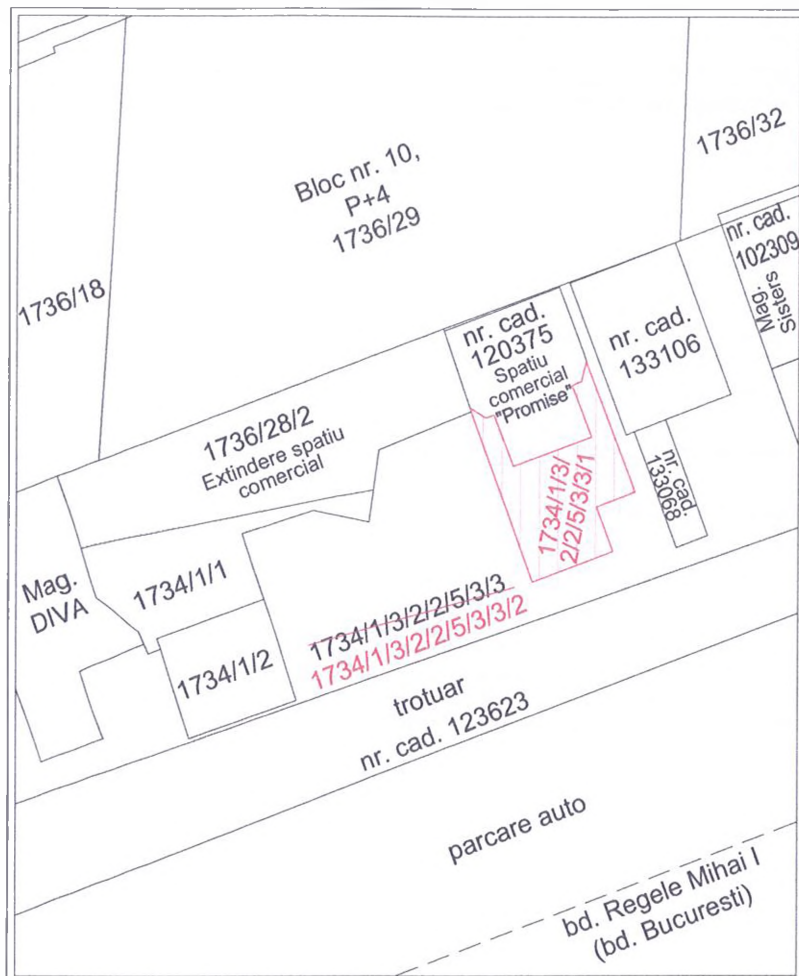 Bloc nr. 10,
P+4
1736/29
1736/32
1736/18
nr. cad.
102309
Mag.
Sisters
nr. cad.
120375
Spatiu
comercial
"Promise"
nr. cad.
133106
1736/28/2
Extindere spatiu
comercial
1734/1/3/
2/2/5/3/3/1
nr. cad.
133068
Mag.
DIVA
1734/1/1
1734/1/2
1734/1/3/2/2/5/3/3
1734/1/3/2/2/5/3/3/2
trotuar
nr. cad. 123623
parcare auto
bd. Regele Mihai I
(bd. Bucuresti)